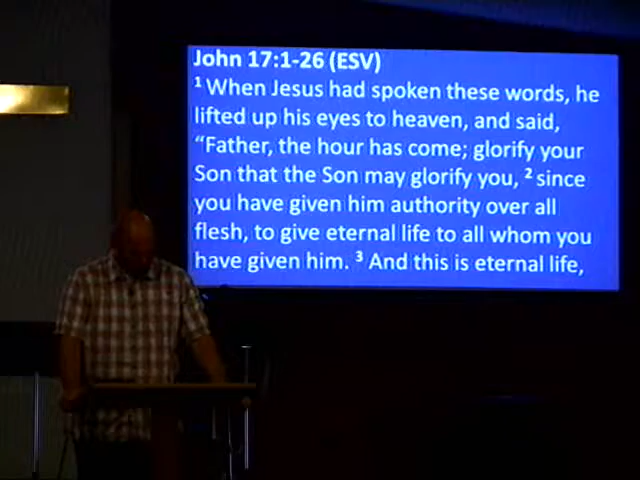 John 17:1-26 (ESV)
¹ When Jesus had spoken these words, he
lifted up his eyes to heaven, and said,
“Father, the hour has come; glorify your
Son that the Son may glorify you, ² since
you have given him authority over all
flesh, to give eternal life to all whom you
have given him. ³ And this is eternal life,